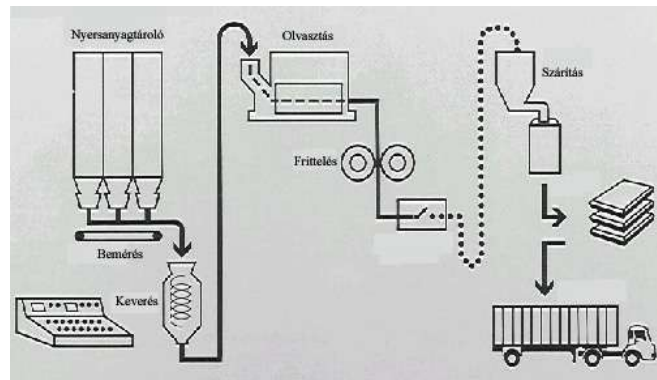 Nyersanyagtároló
Olvasztás
Szárítás
Frittelés
Bemérés
Keverés